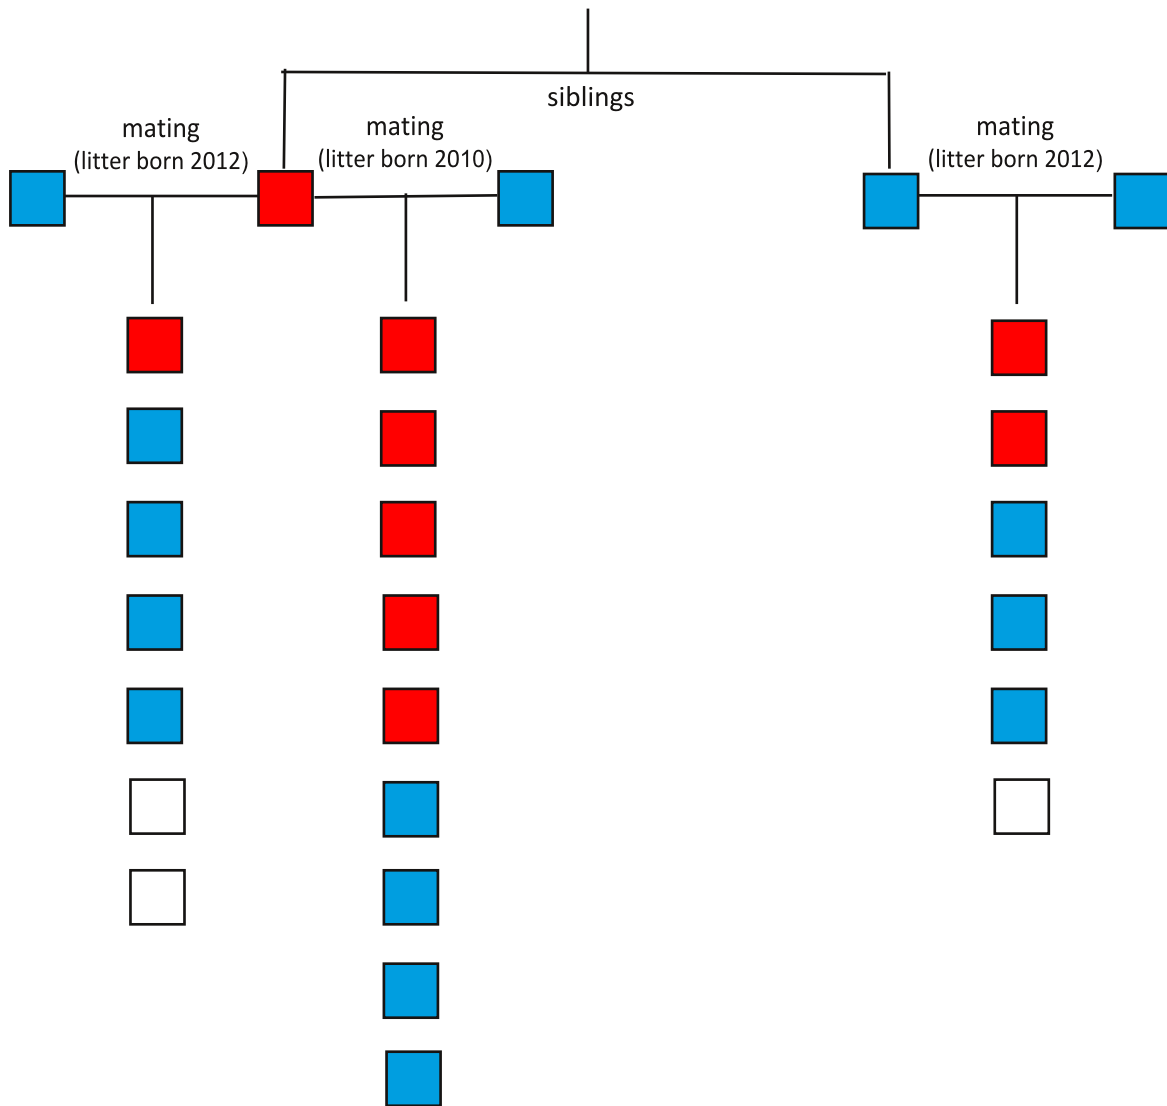 siblings
mating
(litter born 2012)
mating
(litter born 2010)
mating
(litter born 2012)